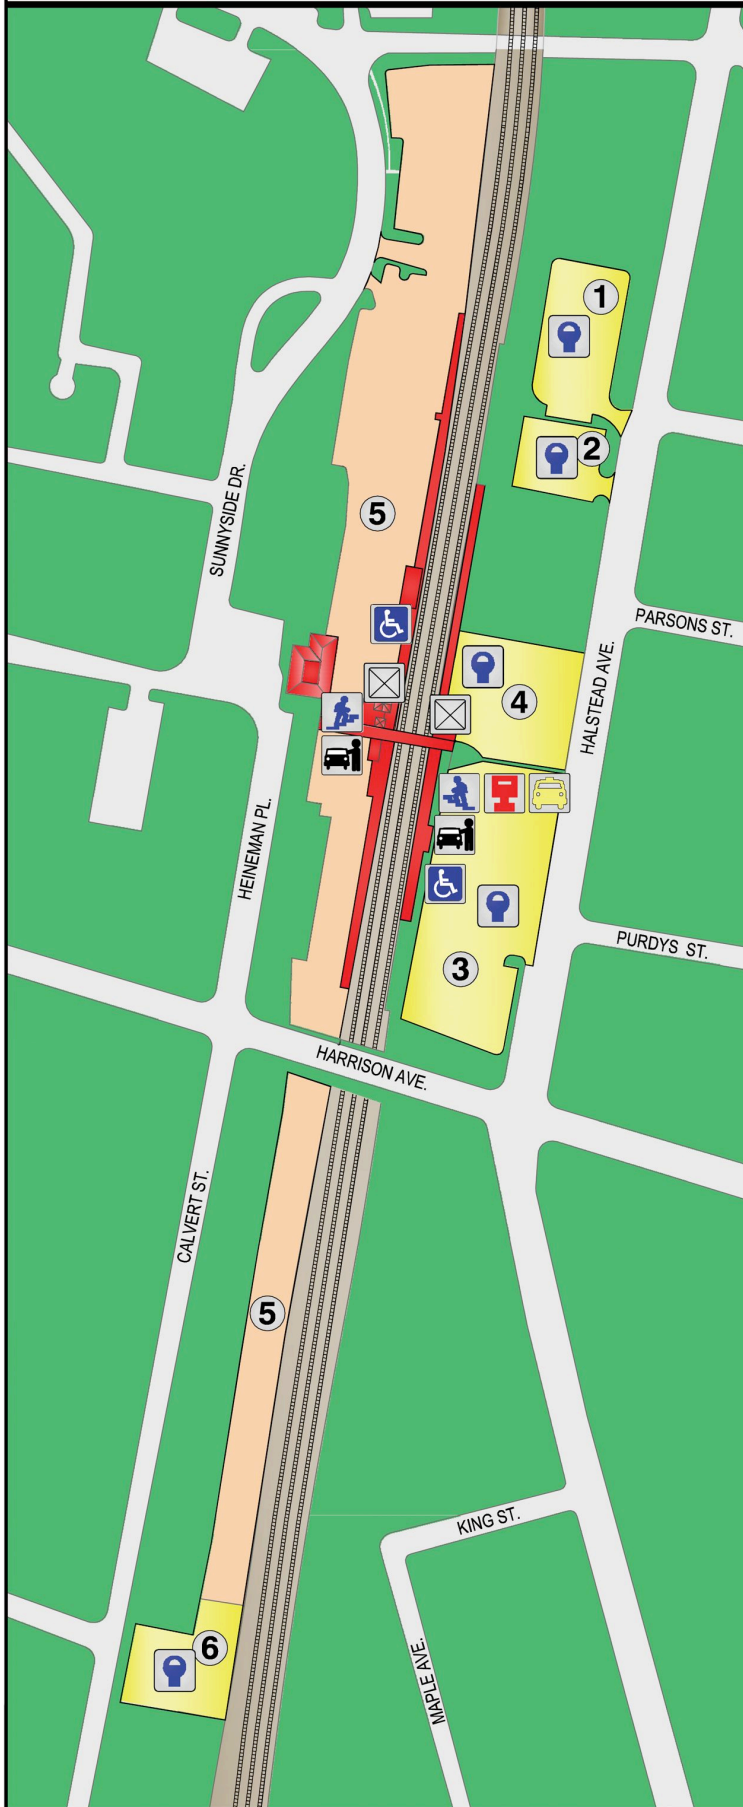 1
2
SUNNYSIDE DR.
5
PARSONS ST.
HALSTEAD AVE.
4
HEINEMAN PL.
PURDYS ST.
3
HARRISON AVE.
CALVERT ST.
5
KING ST.
6
MAPLE AVE.